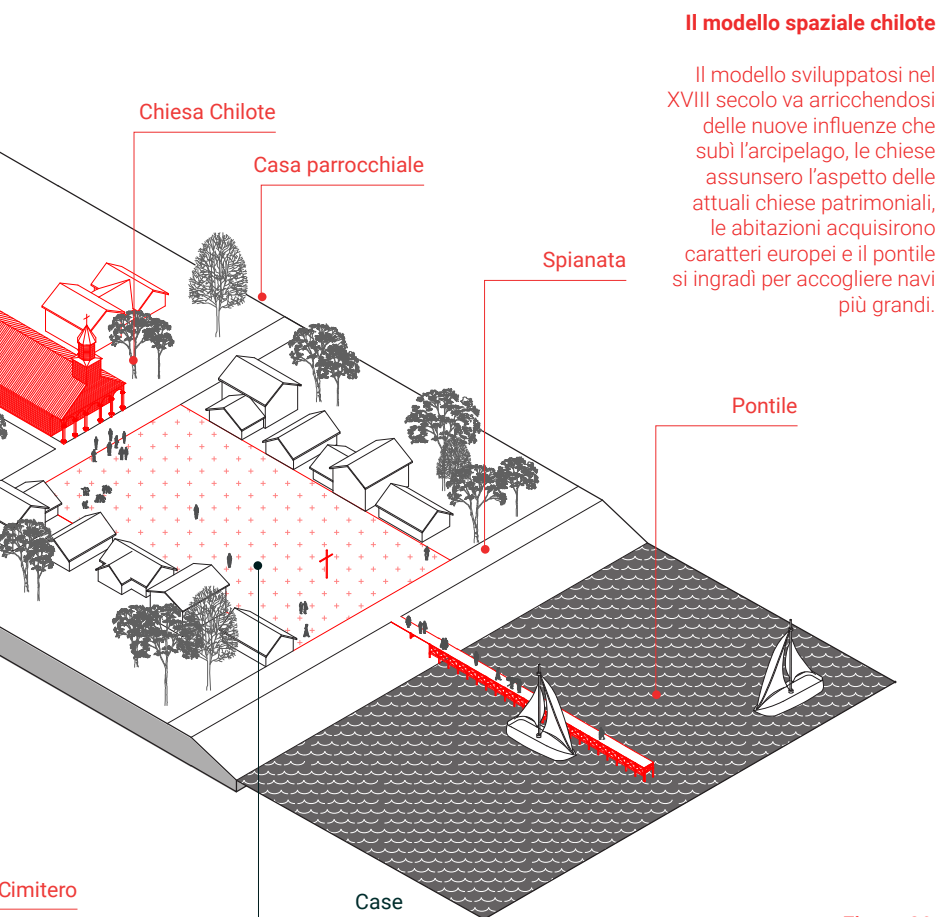 Il modello spaziale chilote
Il modello sviluppatosi nel
XVIII secolo va arricchendosi
delle nuove influenze che
subì l'arcipelago, le chiese
assunsero l'aspetto delle
attuali chiese patrimoniali,
le abitazioni acquisirono
caratteri europei e il pontile
si ingradì per accogliere navi
più grandi.
Chiesa Chilote
Casa parrocchiale
Spianata
Pontile
Cimitero
Case